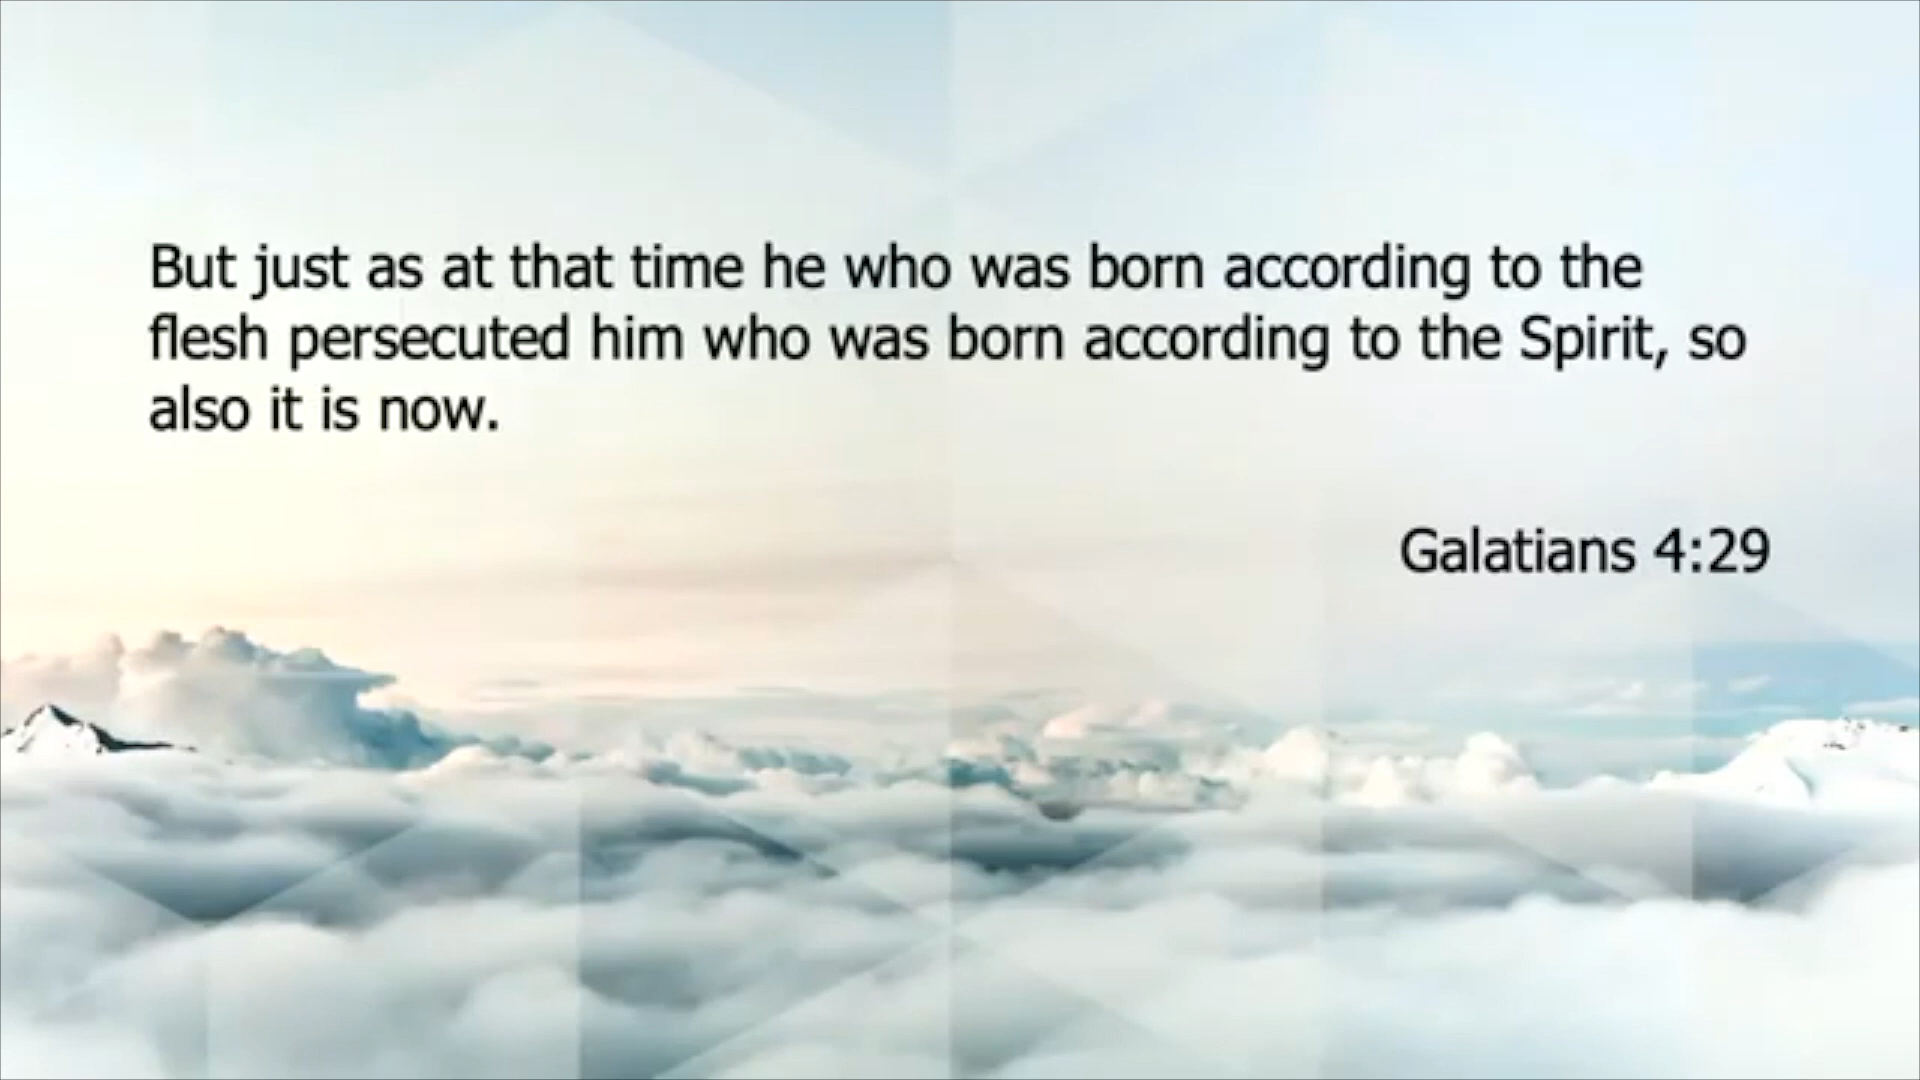 But just as at that time he who was born according to the
flesh persecuted him who was born according to the Spirit, so
also it is now.
Galatians 4:29